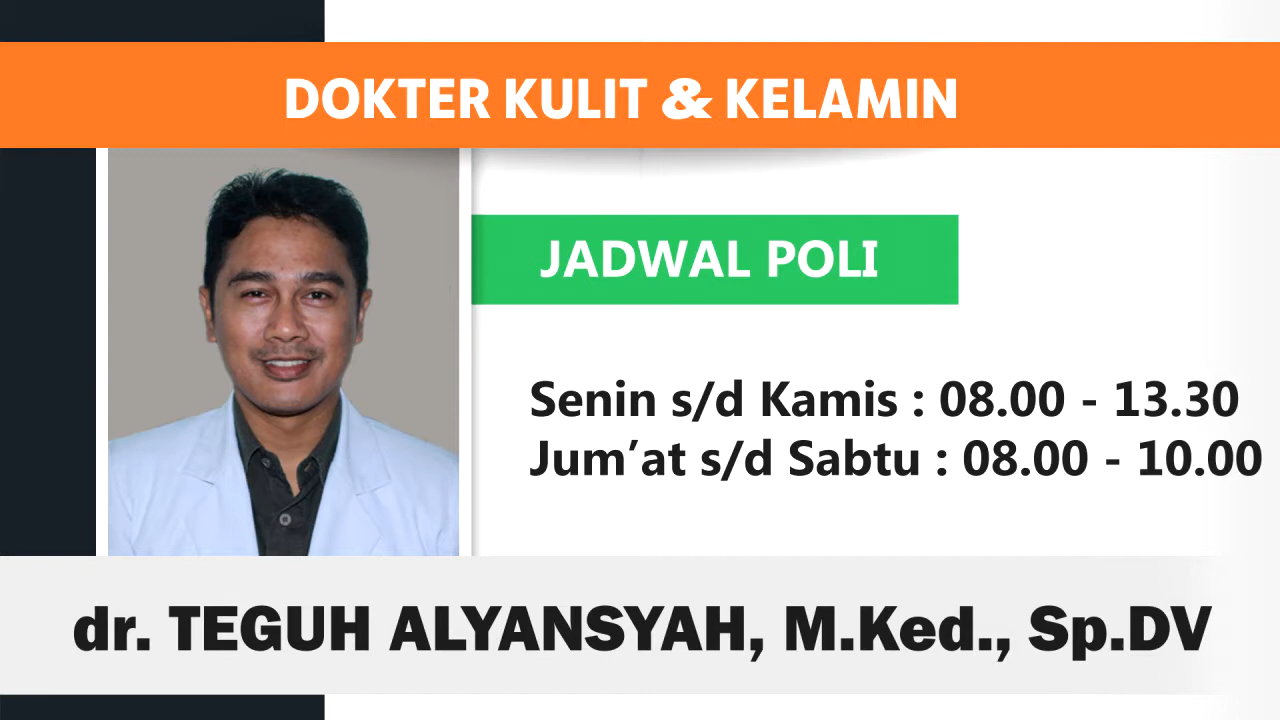 DOKTER KULIT & KELAMIN
JADWAL POLI
Senin s/d Kamis : 08.00 - 13.30
Jum’at s/d Sabtu : 08.00 - 10.00
dr. TEGUH ALYANSYAH, M.Ked., Sp.DV